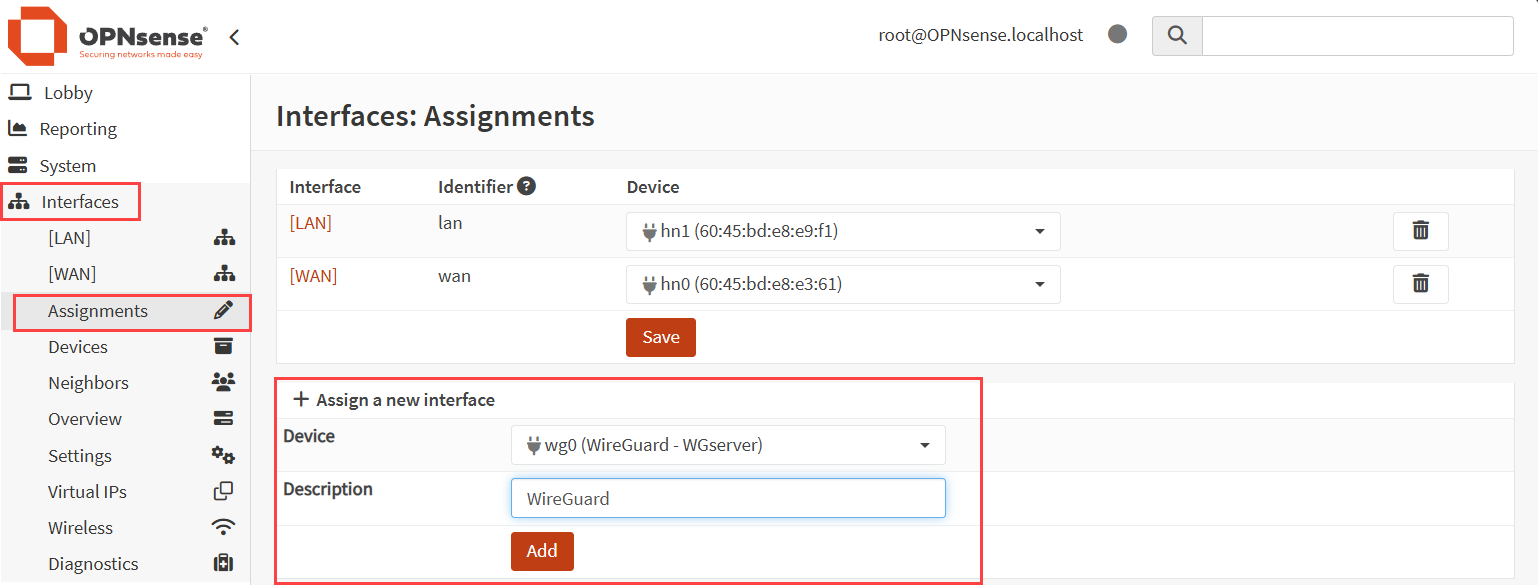 OPNsense®
Securing networks made easy
root@OPNsense.localhost
Lobby
Reporting
System
Interfaces
[LAN]
[WAN]
Assignments
Devices
Neighbors
Overview
Settings
Virtual IPs
Wireless
Diagnostics
Interfaces: Assignments
Interface Identifier ? Device
[LAN] lan hn1 (60:45:bd:e8:e9:f1)
[WAN] wan hn0 (60:45:bd:e8:e3:61)
Save
+ Assign a new interface
Device wg0 (WireGuard - WGserver)
Description WireGuard
Add